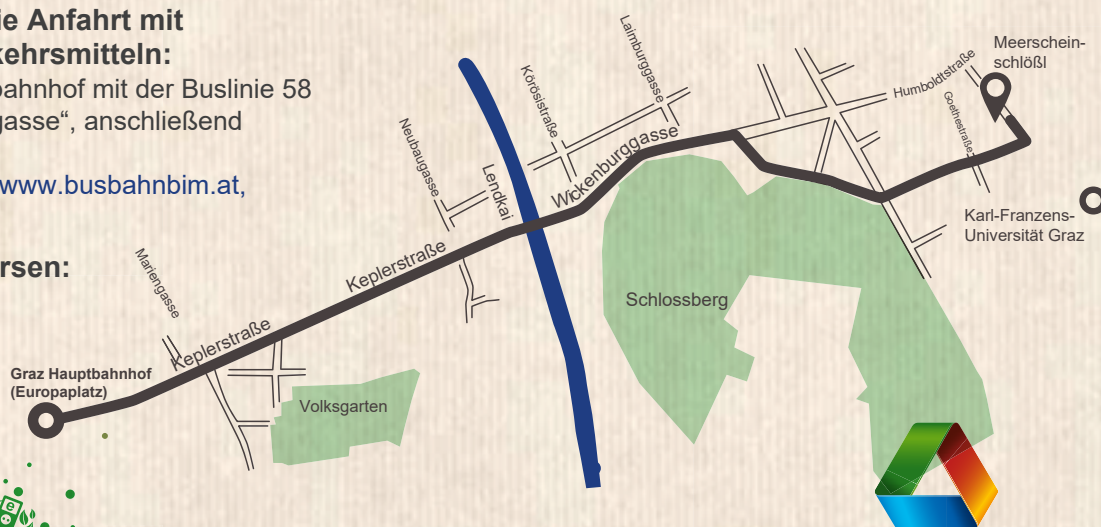 ie Anfahrt mit
kehrsmitteln:
bahnhof mit der Buslinie 58
gasse“, anschließend
www.busbahnbim.at,
rsen:
Meerschein-
schlößl
Laimburggasse
Humboldtstraße
Körösistraße
Goethestraße
Neubaugasse
Wickenburggasse
Lendkai
Karl-Franzens-
Universität Graz
Keplerstraße
Mariengasse
Schlossberg
Keplerstraße
Graz Hauptbahnhof
(Europaplatz)
Volksgarten
e